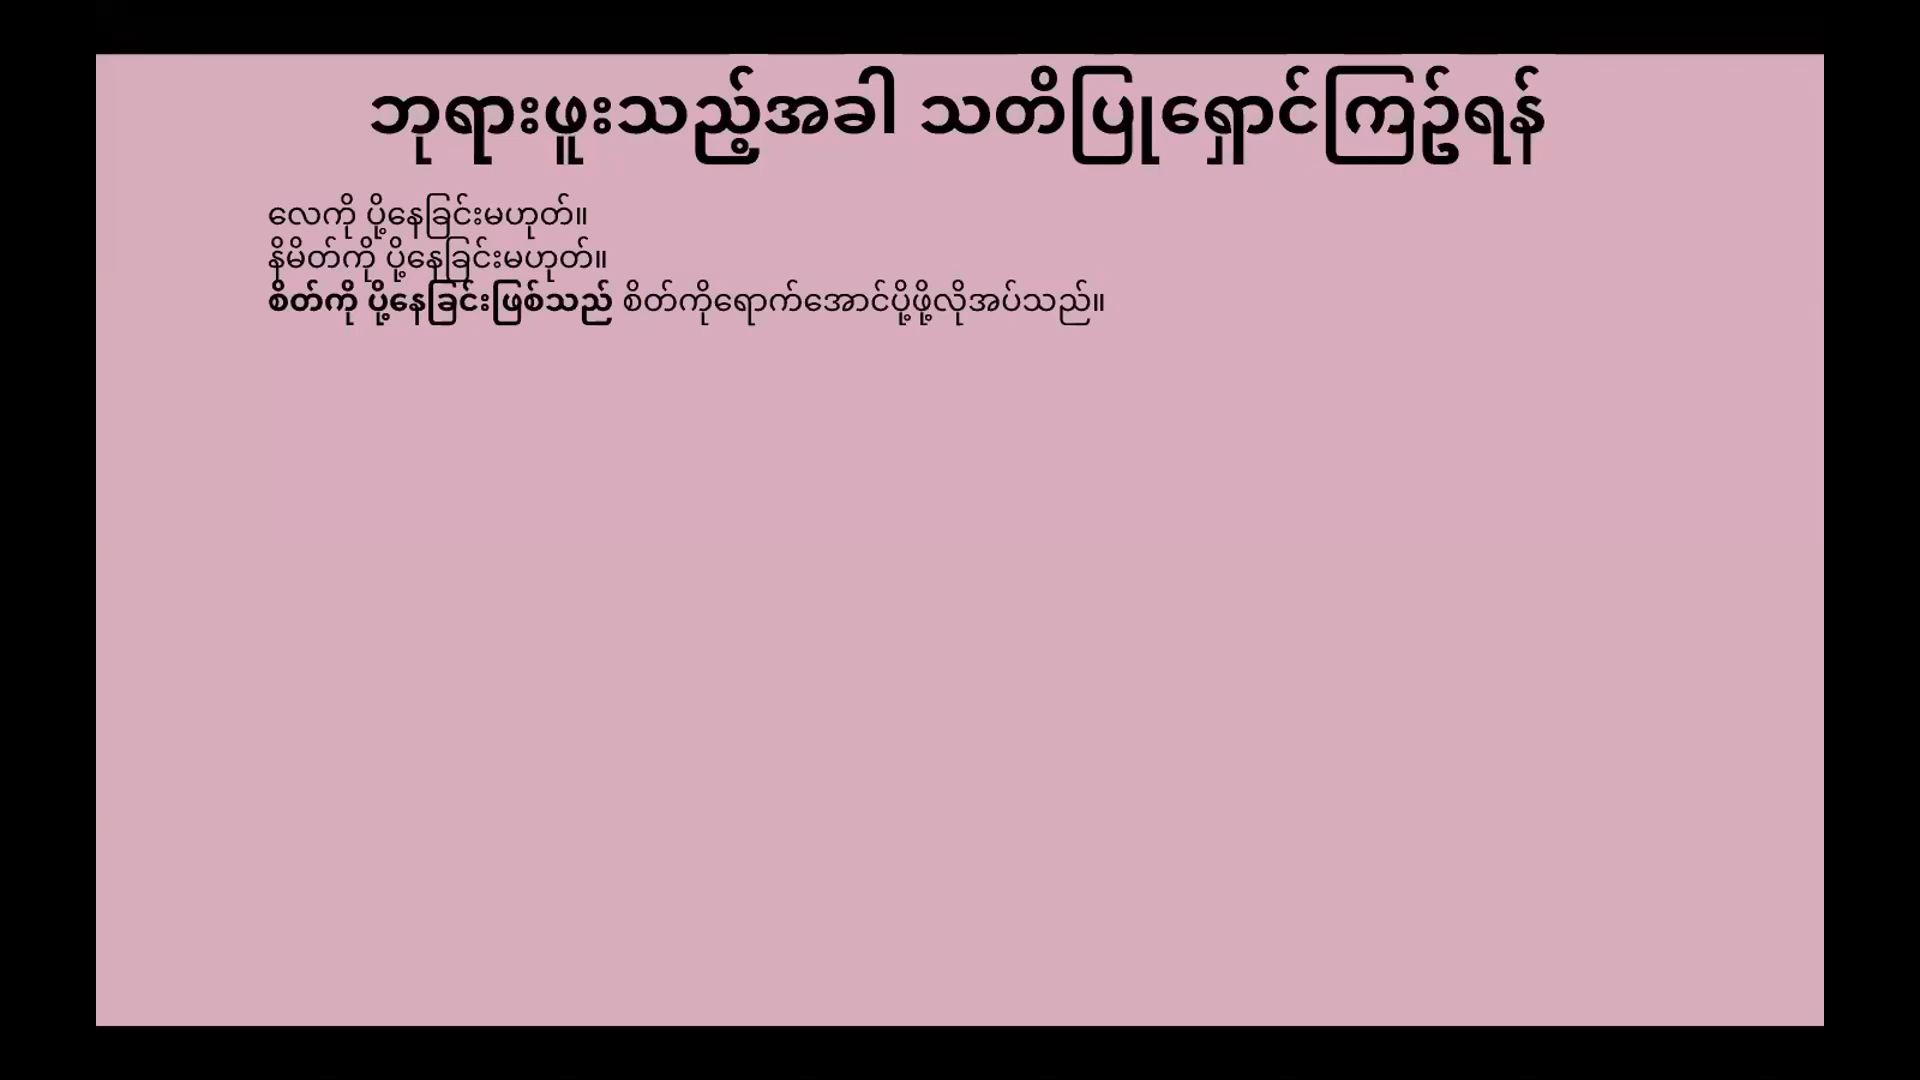 ဘုရားဖူးသည့်အခါ သတိပြုရှောင်ကြဉ်ရန်
လေကို ပို့နေခြင်းမဟုတ်။
နိမိတ်ကို ပို့နေခြင်းမဟုတ်။
စိတ်ကို ပို့နေခြင်းဖြစ်သည် စိတ်ကိုရောက်အောင်ပို့ဖို့လိုအပ်သည်။